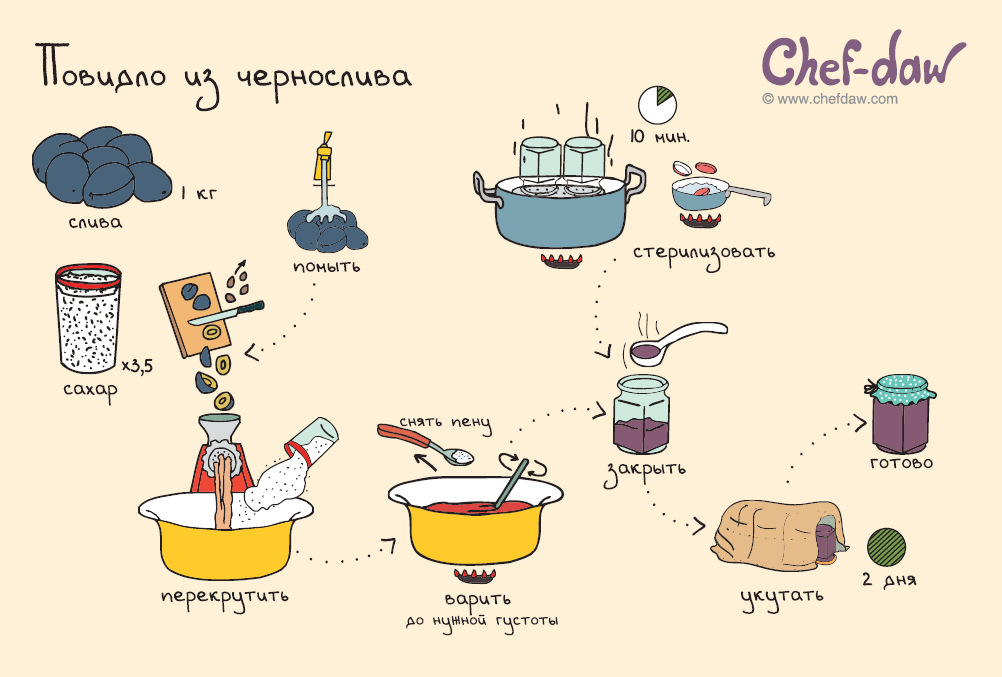 Повидло из чернослива
Chef-daw
© www.chefdaw.com
10 мин.
1 кг
слива
помыть
стерилизовать
x3,5
сахар
снять пену
закрыть
готово
2 дня
перекрутить
варить
до нужной густоты
укутать